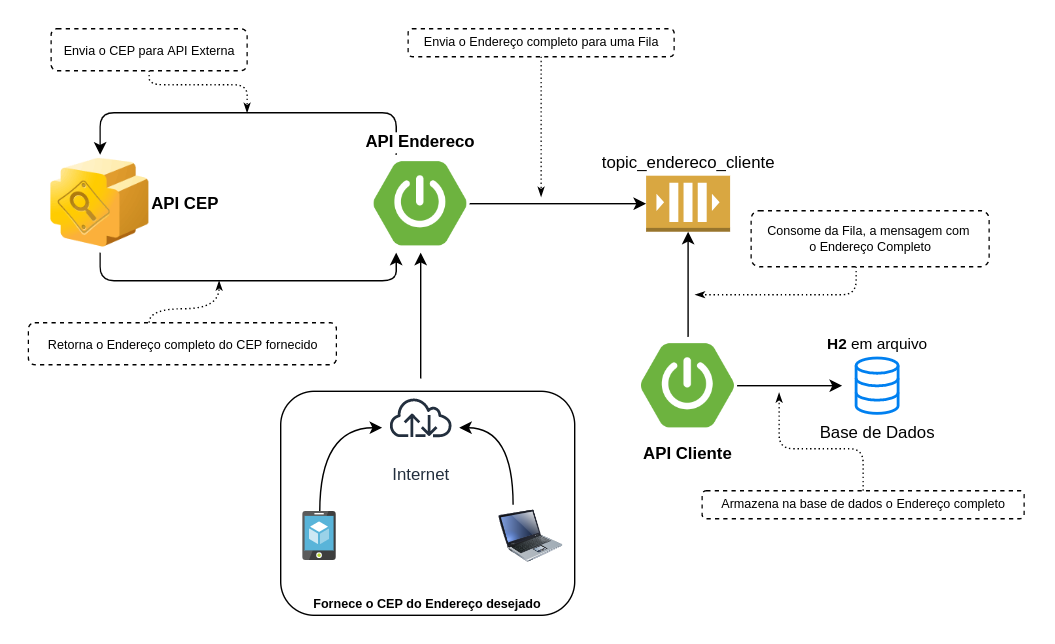 Envia o CEP para API Externa
Envia o Endereço completo para uma Fila
API Endereco
topic_endereco_cliente
API CEP
Consome da Fila, a mensagem com
o Endereço Completo
Retorna o Endereço completo do CEP fornecido
H2 em arquivo
Base de Dados
API Cliente
Internet
Armazena na base de dados o Endereço completo
Fornece o CEP do Endereço desejado